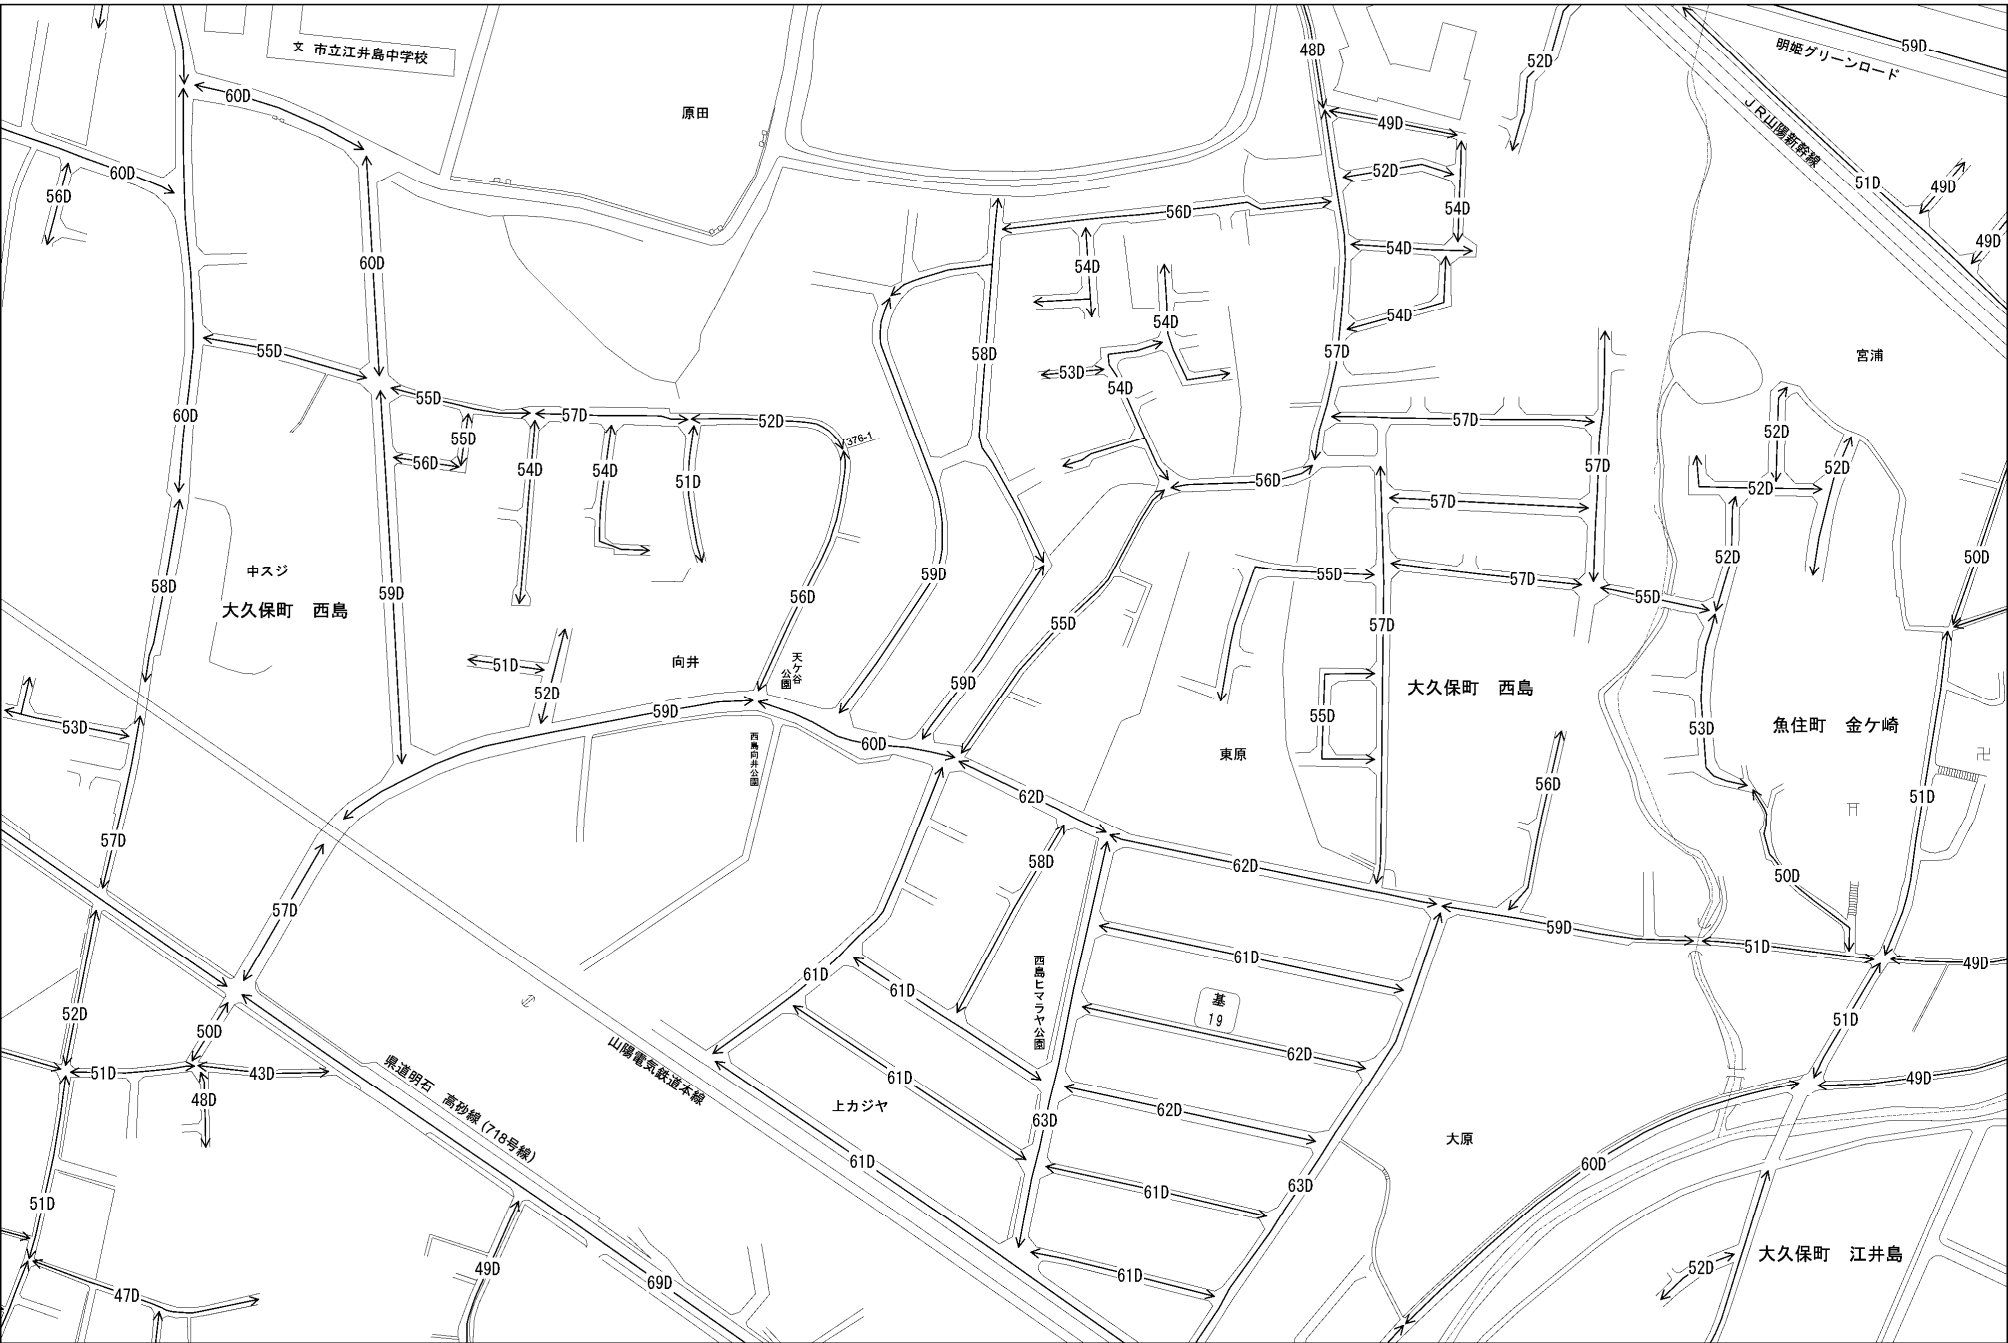 48D
59D
文 市立江井島中学校
明姫グリーンロード
52D
60D
原田
49D
JR山陽新幹線
60D
52D
51D
49D
56D
54D
56D
49D
60D
54D
54D
54D
54D
54D
55D
58D
57D
宮浦
53D
54D
55D
60D
57D
52D
57D
52D
376-1
55D
56D
54D
54D
51D
57D
52D
56D
52D
57D
58D
中スジ
59D
55D
57D
52D
50D
大久保町 西島
59D
56D
55D
57D
55D
51D
向井
天ケ谷公園
52D
59D
大久保町 西島
53D
59D
55D
53D
魚住町 金ケ崎
西島向井公園
60D
東原
卍
57D
62D
56D
51D
58D
62D
50D
57D
59D
51D
61D
61D
西島ヒマラヤ公園
61D
49D
52D
50D
基
19
51D
51D
43D
県道明石 高砂線(718号線)
山陽電気鉄道本線
61D
62D
49D
48D
上カジヤ
62D
63D
大原
61D
60D
51D
61D
63D
49D
69D
61D
52D
大久保町 江井島
47D